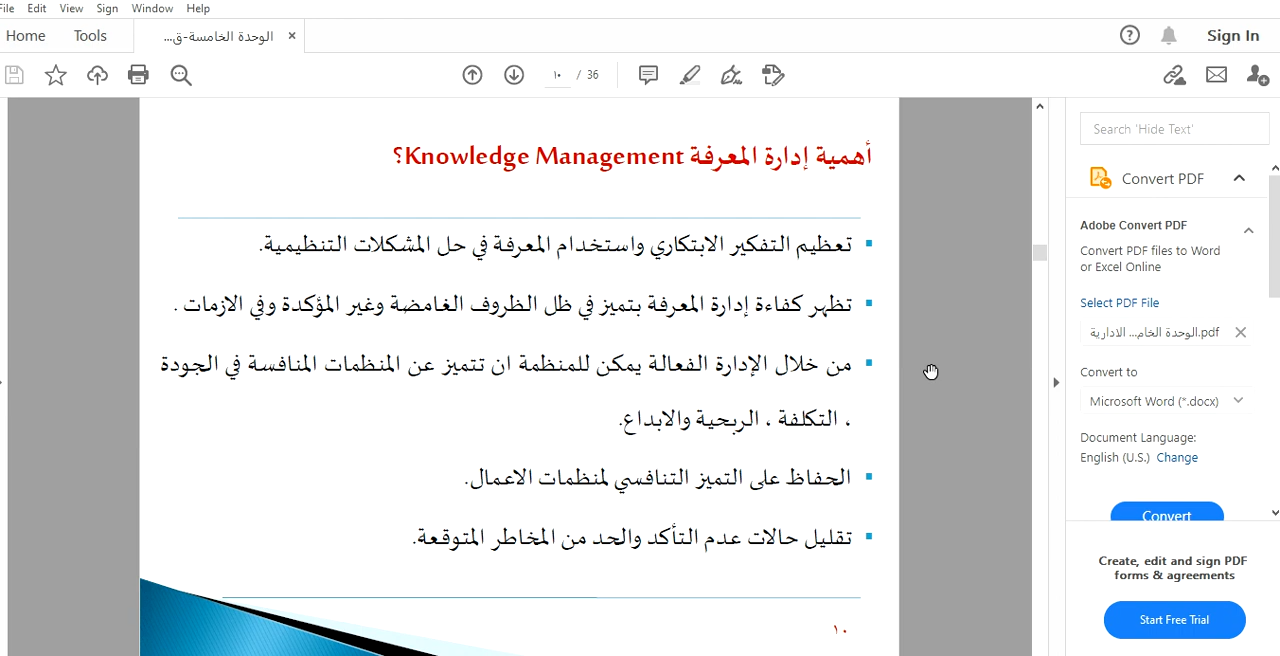 File Edit View Sign Window Help
Home Tools الوحدة الخامسة-ق... × Sign In
١٠ / 36
أهمية إدارة المعرفة Knowledge Management؟
▪ تعظيم التفكير الابتكاري واستخدام المعرفة في حل المشكلات التنظيمية.
▪ تظهر كفاءة إدارة المعرفة بتميز في ظل الظروف الغامضة وغير المؤكدة وفي الازمات .
▪ من خلال الإدارة الفعالة يمكن للمنظمة ان تتميز عن المنظمات المنافسة في الجودة
، التكلفة ، الربحية والابداع.
▪ الحفاظ على التميز التنافسي لمنظمات الاعمال.
▪ تقليل حالات عدم التأكد والحد من المخاطر المتوقعة.
١٠
Search 'Hide Text'
Convert PDF
Adobe Convert PDF
Convert PDF files to Word
or Excel Online
Select PDF File
الوحدة الخام... الادارية.pdf
Convert to
Microsoft Word (*.docx)
Document Language:
English (U.S.) Change
Convert
Create, edit and sign PDF
forms & agreements
Start Free Trial